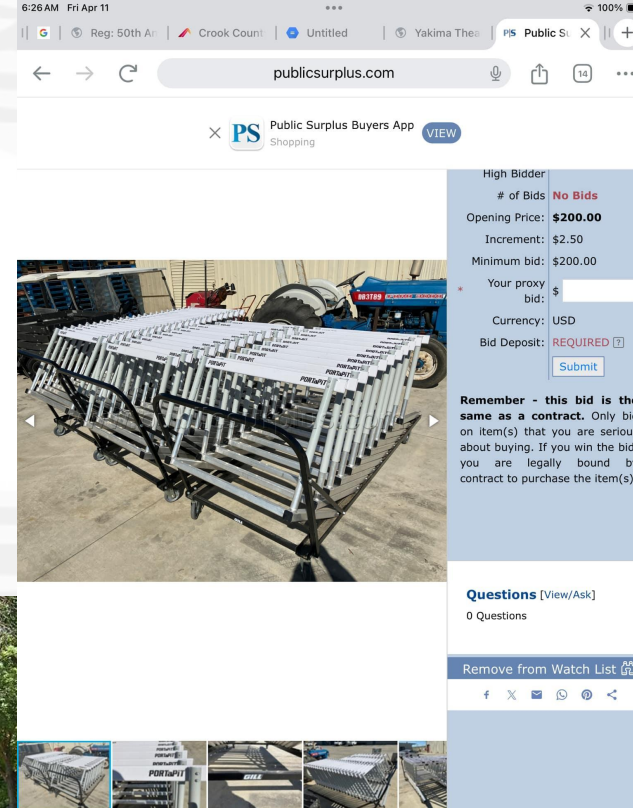 6:26 AM Fri Apr 11
100%
G
Reg: 50th An
Crook Count
Untitled
Yakima Thea
P|S Public Su
publicsurplus.com
14
PS
Public Surplus Buyers App
Shopping
VIEW
High Bidder
# of Bids No Bids
Opening Price: $200.00
Increment: $2.50
Minimum bid: $200.00
* Your proxy bid: $
Currency: USD
Bid Deposit: REQUIRED ?
Submit
Remember - this bid is the
same as a contract. Only bid
on item(s) that you are serious
about buying. If you win the bid,
you are legally bound by
contract to purchase the item(s)
PORTaPiT
PORTaPiT
PORTaPiT
PORTaPiT
PORTaPiT
Questions [View/Ask]
0 Questions
Remove from Watch List
PORTaPiT
GILL